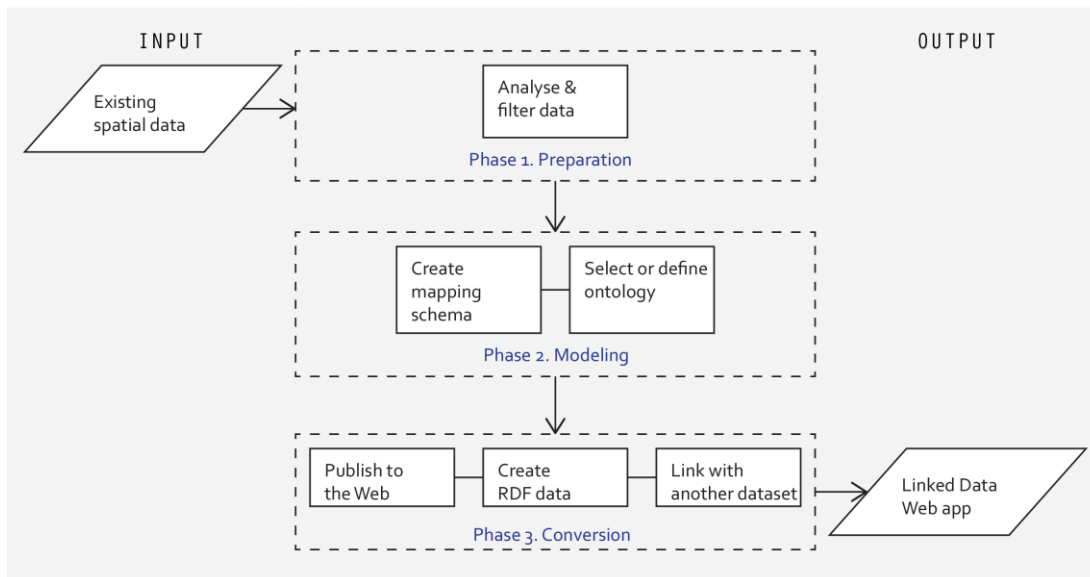 INPUT
OUTPUT
Existing
spatial data
Analyse &
filter data
Phase 1. Preparation
Create
mapping
schema
Select or define
ontology
Phase 2. Modeling
Publish to
the Web
Create
RDF data
Link with
another dataset
Phase 3. Conversion
Linked Data
Web app